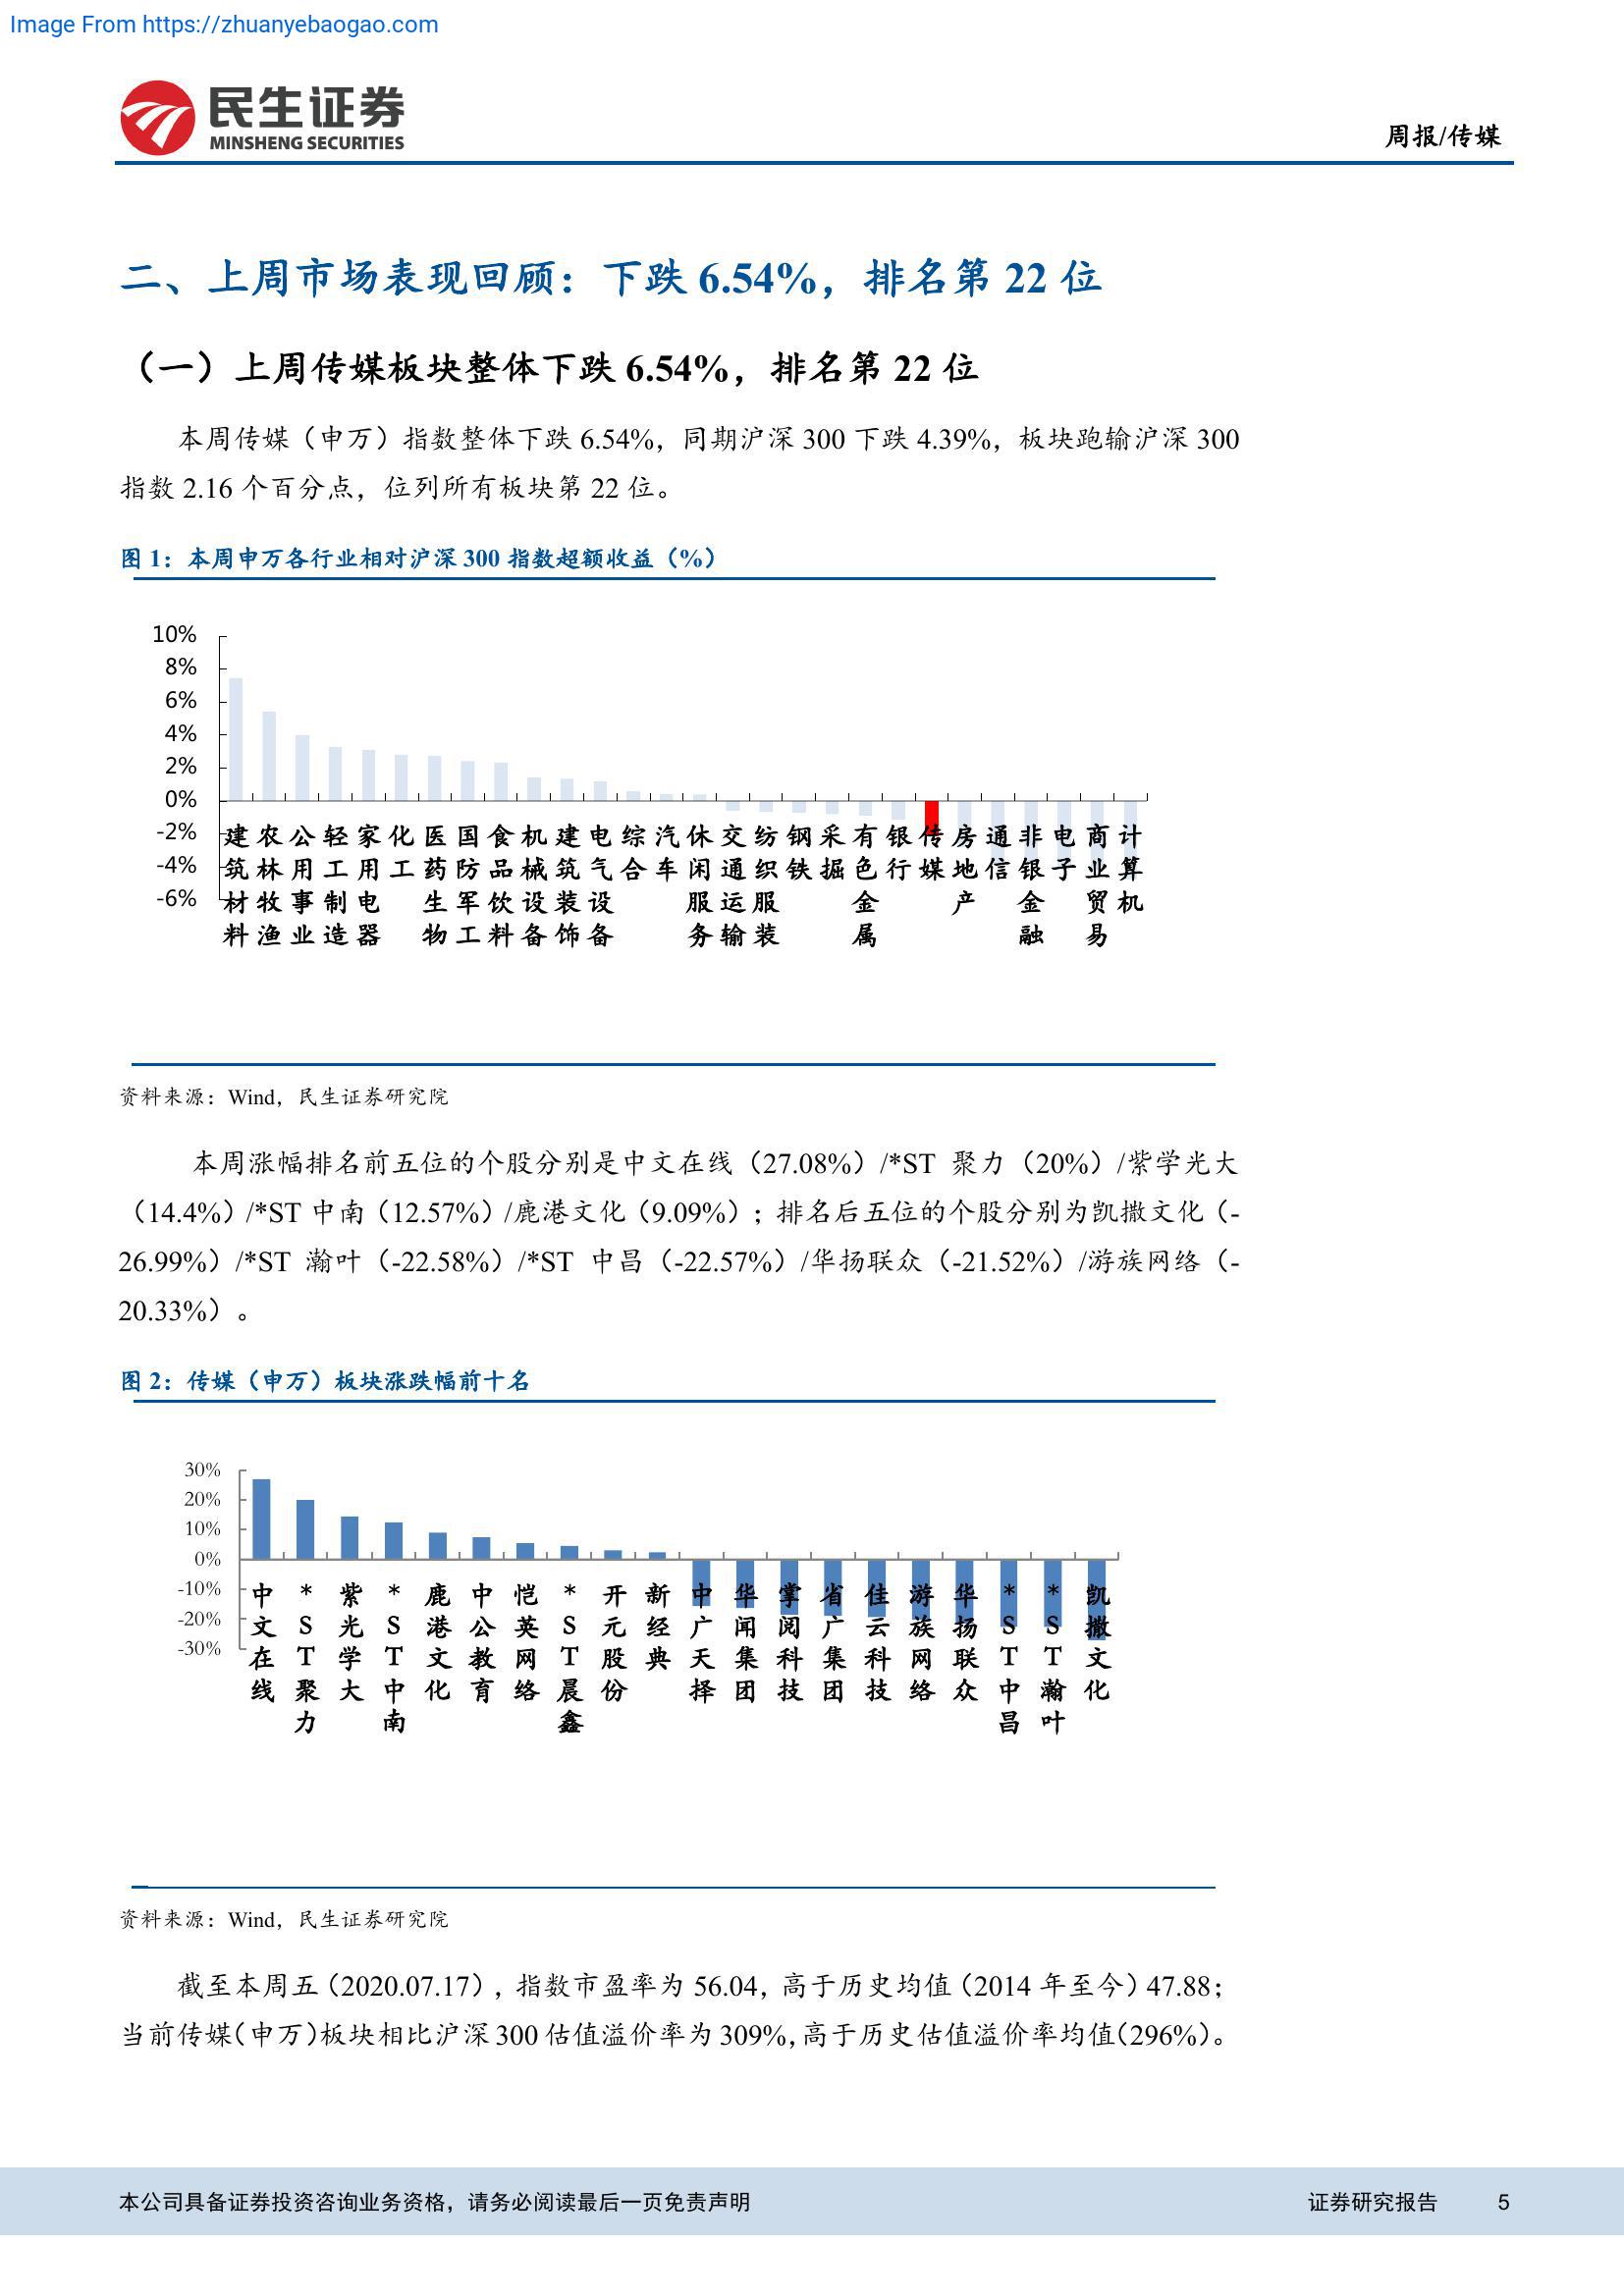 Image From https://zhuanyebaogao.com
民生证券
MINSHENG SECURITIES
周报/传媒
二、上周市场表现回顾：下跌 6.54%，排名第 22 位
（一）上周传媒板块整体下跌 6.54%，排名第 22 位
本周传媒（申万）指数整体下跌 6.54%，同期沪深 300 下跌 4.39%，板块跑输沪深 300
指数 2.16 个百分点，位列所有板块第 22 位。
图 1：本周申万各行业相对沪深 300 指数超额收益（%）
10%
8%
6%
4%
2%
0%
-2%
-4%
-6%
建筑材料
农林牧渔
公用事业
轻工制造
家用电器
化工
医药生物
国防军工
食品饮料
机械设备
建筑装饰
电气设备
综合
汽车
休闲服务
交通运输
纺织服装
钢铁
采掘
有色金属
银行
传媒
房地产
通信
非银金融
电子
商业贸易
计算机
资料来源：Wind，民生证券研究院
本周涨幅排名前五位的个股分别是中文在线（27.08%）/*ST 聚力（20%）/紫学光大
（14.4%）/*ST 中南（12.57%）/鹿港文化（9.09%）；排名后五位的个股分别为凯撒文化（-
26.99%）/*ST 瀚叶（-22.58%）/*ST 中昌（-22.57%）/华扬联众（-21.52%）/游族网络（-
20.33%）。
图 2：传媒（申万）板块涨跌幅前十名
30%
20%
10%
0%
-10%
-20%
-30%
中文在线
*ST聚力
紫光学大
*ST中南
鹿港文化
中公教育
恺英网络
*ST晨鑫
开元股份
新经典
中广天择
华闻集团
掌阅科技
省广集团
佳云科技
游族网络
华扬联众
*ST中昌
*ST瀚叶
凯撒文化
资料来源：Wind，民生证券研究院
截至本周五（2020.07.17），指数市盈率为 56.04，高于历史均值（2014 年至今）47.88；
当前传媒（申万）板块相比沪深 300 估值溢价率为 309%，高于历史估值溢价率均值（296%）。
本公司具备证券投资咨询业务资格，请务必阅读最后一页免责声明
证券研究报告 5